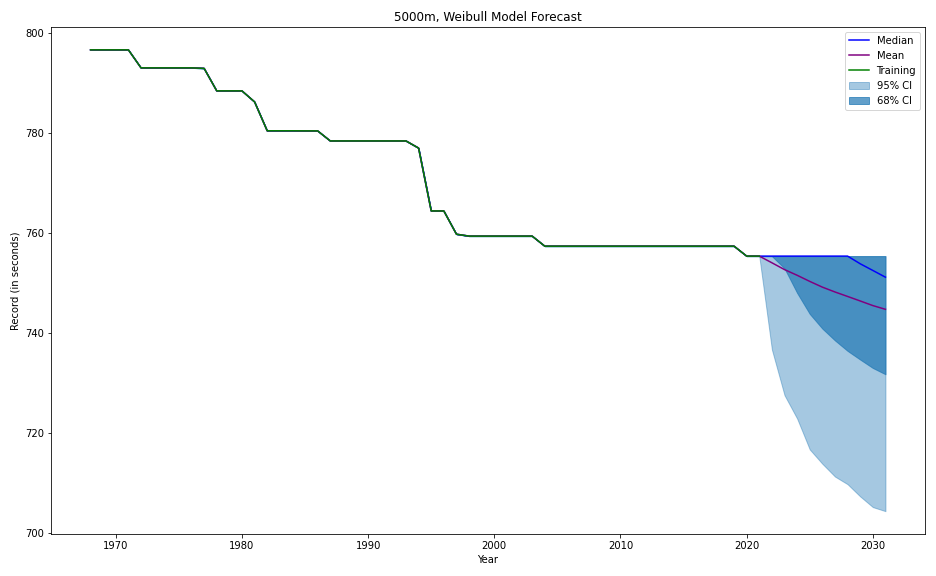 5000m, Weibull Model Forecast
Record (in seconds)
800
780
760
740
720
700
Median
Mean
Training
95% CI
68% CI
1970
1980
1990
2000
2010
2020
2030
Year